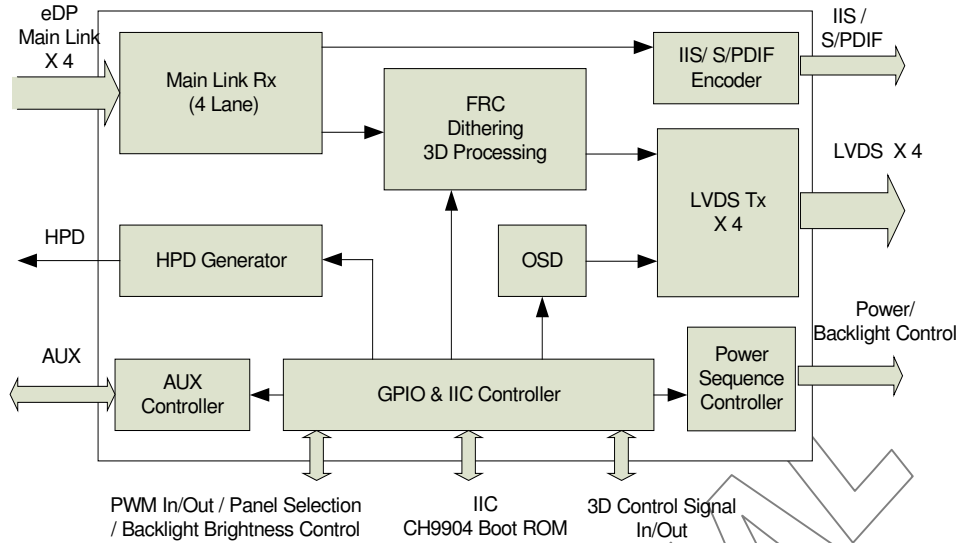 eDP
Main Link
X 4
IIS /
S/PDIF
Main Link Rx
(4 Lane)
IIS/ S/PDIF
Encoder
FRC
Dithering
3D Processing
LVDS X 4
LVDS Tx
X 4
HPD
HPD Generator
OSD
Power/
Backlight Control
AUX
AUX
Controller
GPIO & IIC Controller
Power
Sequence
Controller
PWM In/Out / Panel Selection
/ Backlight Brightness Control
IIC
CH9904 Boot ROM
3D Control Signal
In/Out